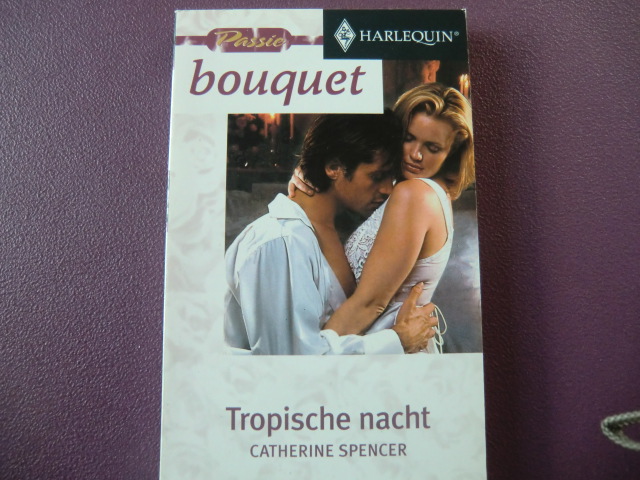 Passie
HARLEQUIN®
bouquet
Tropische nacht
CATHERINE SPENCER